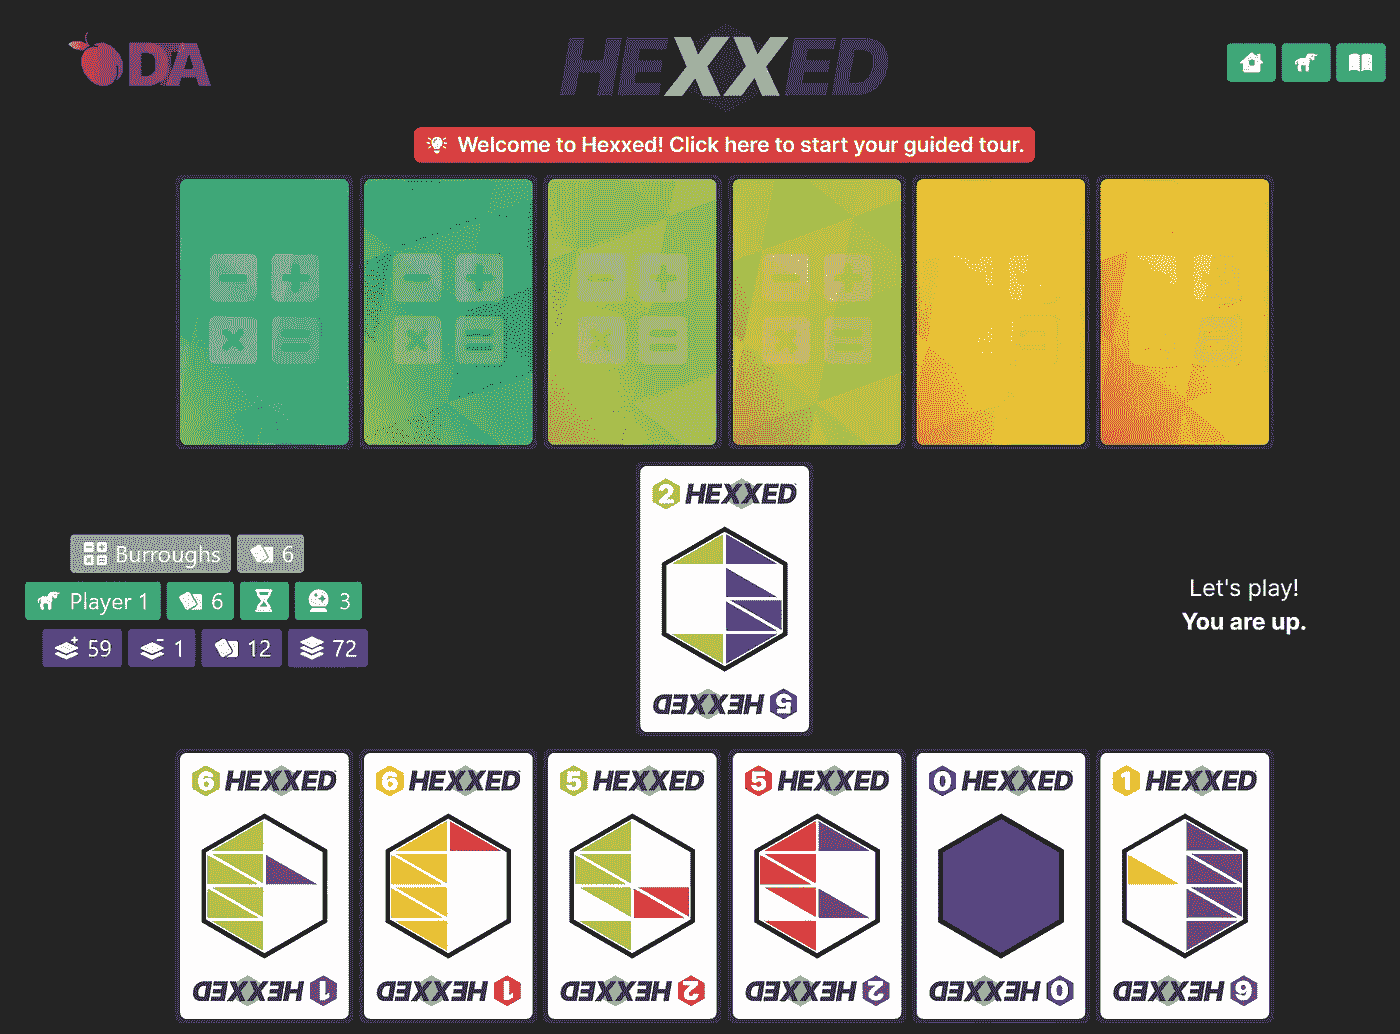 DA
HEXXED
Welcome to Hexxed! Click here to start your guided tour.
2 HEXXED
HEXXED 5
Burroughs 6
Player 1 6 3
59 1 12 72
Let's play!
You are up.
6 HEXXED
HEXXED 1
6 HEXXED
HEXXED 1
5 HEXXED
HEXXED 2
5 HEXXED
HEXXED 2
0 HEXXED
HEXXED 0
1 HEXXED
HEXXED 6